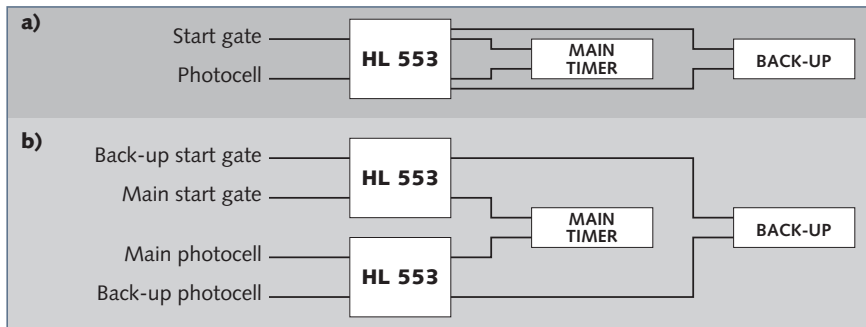 a)
Start gate
Photocell
HL 553
MAIN
TIMER
BACK-UP
b)
Back-up start gate
Main start gate
HL 553
MAIN
TIMER
BACK-UP
Main photocell
Back-up photocell
HL 553